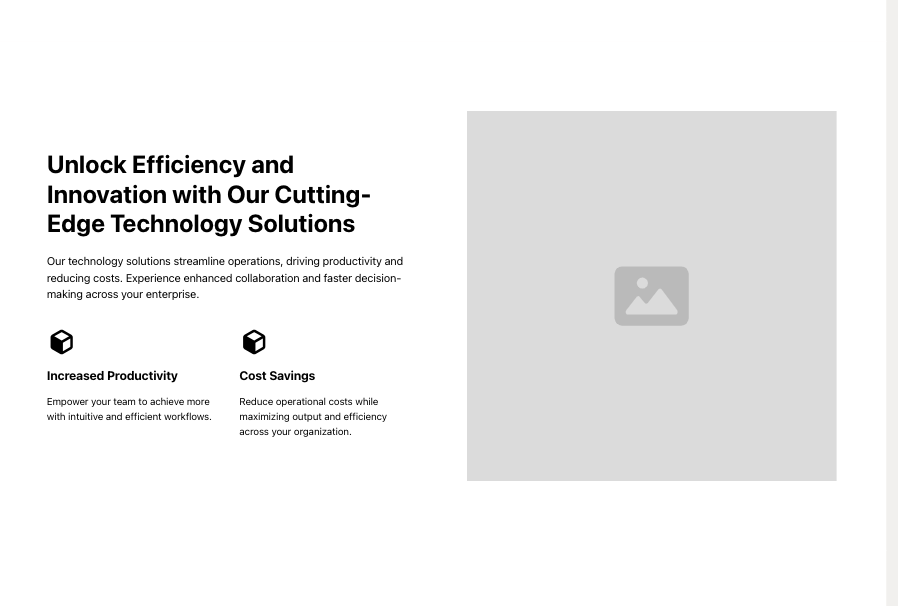 Unlock Efficiency and
Innovation with Our Cutting-
Edge Technology Solutions
Our technology solutions streamline operations, driving productivity and
reducing costs. Experience enhanced collaboration and faster decision-
making across your enterprise.
Increased Productivity
Empower your team to achieve more
with intuitive and efficient workflows.
Cost Savings
Reduce operational costs while
maximizing output and efficiency
across your organization.